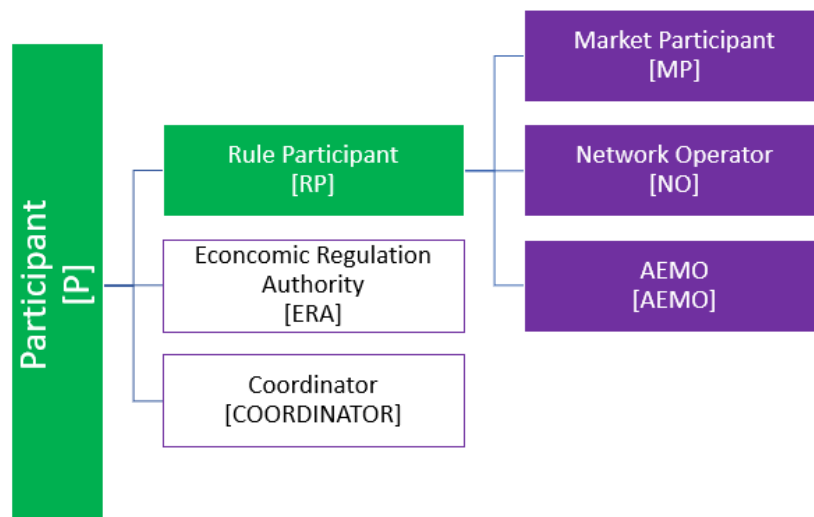 Participant
[P]
Rule Participant
[RP]
Econcomic Regulation
Authority
[ERA]
Coordinator
[COORDINATOR]
Market Participant
[MP]
Network Operator
[NO]
AEMO
[AEMO]